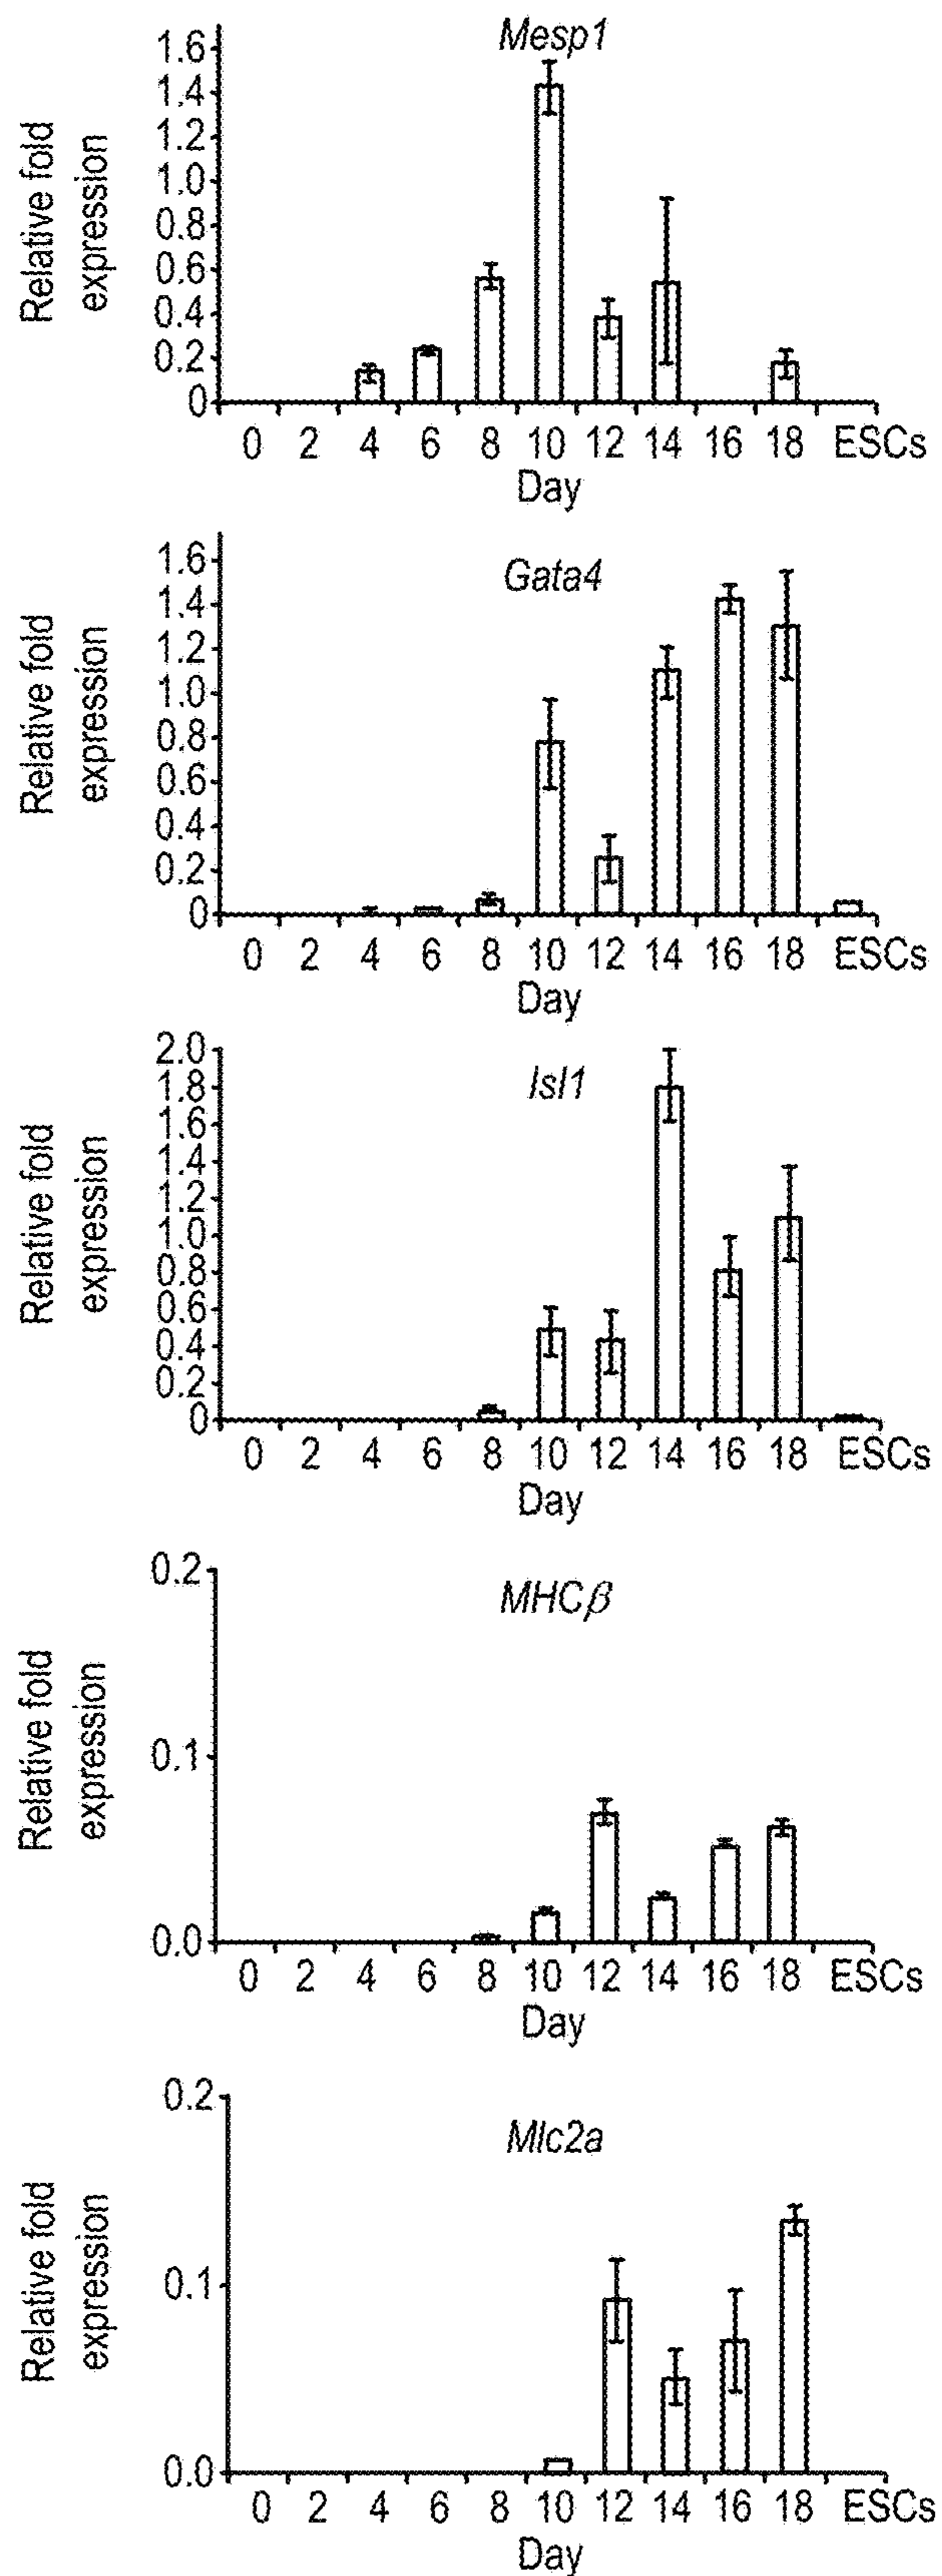 Mesp1
Relative fold
expression
1.6
1.4
1.2
1.0
0.8
0.6
0.4
0.2
0
0 2 4 6 8 10 12 14 16 18 ESCs
Day
Gata4
Relative fold
expression
1.6
1.4
1.2
1.0
0.8
0.6
0.4
0.2
0
0 2 4 6 8 10 12 14 16 18 ESCs
Day
Isl1
Relative fold
expression
2.0
1.8
1.6
1.4
1.2
1.0
0.8
0.6
0.4
0.2
0
0 2 4 6 8 10 12 14 16 18 ESCs
Day
MHCβ
Relative fold
expression
0.2
0.1
0.0
0 2 4 6 8 10 12 14 16 18 ESCs
Day
Mlc2a
Relative fold
expression
0.2
0.1
0.0
0 2 4 6 8 10 12 14 16 18 ESCs
Day